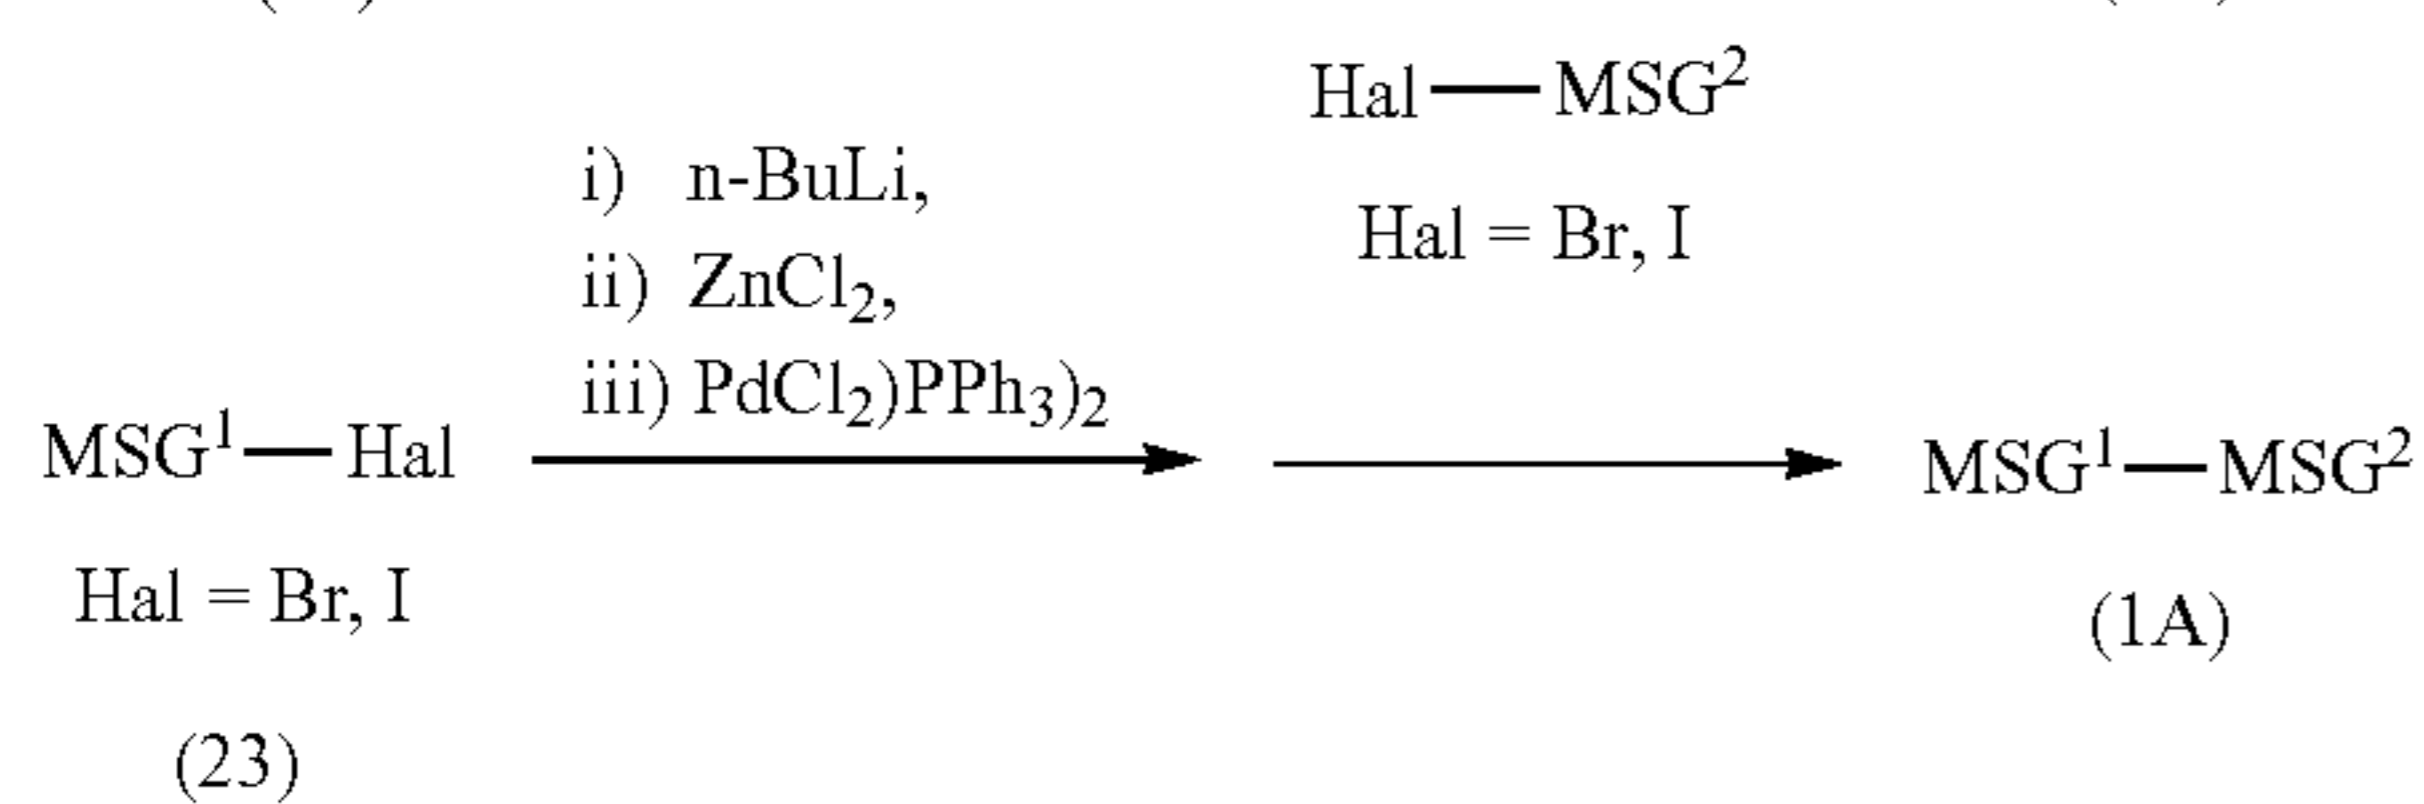 Hal—MSG²
Hal = Br, I
i) n-BuLi,
ii) ZnCl₂,
iii) PdCl₂)PPh₃)₂
MSG¹—Hal
Hal = Br, I
(23)
MSG¹—MSG²
(1A)